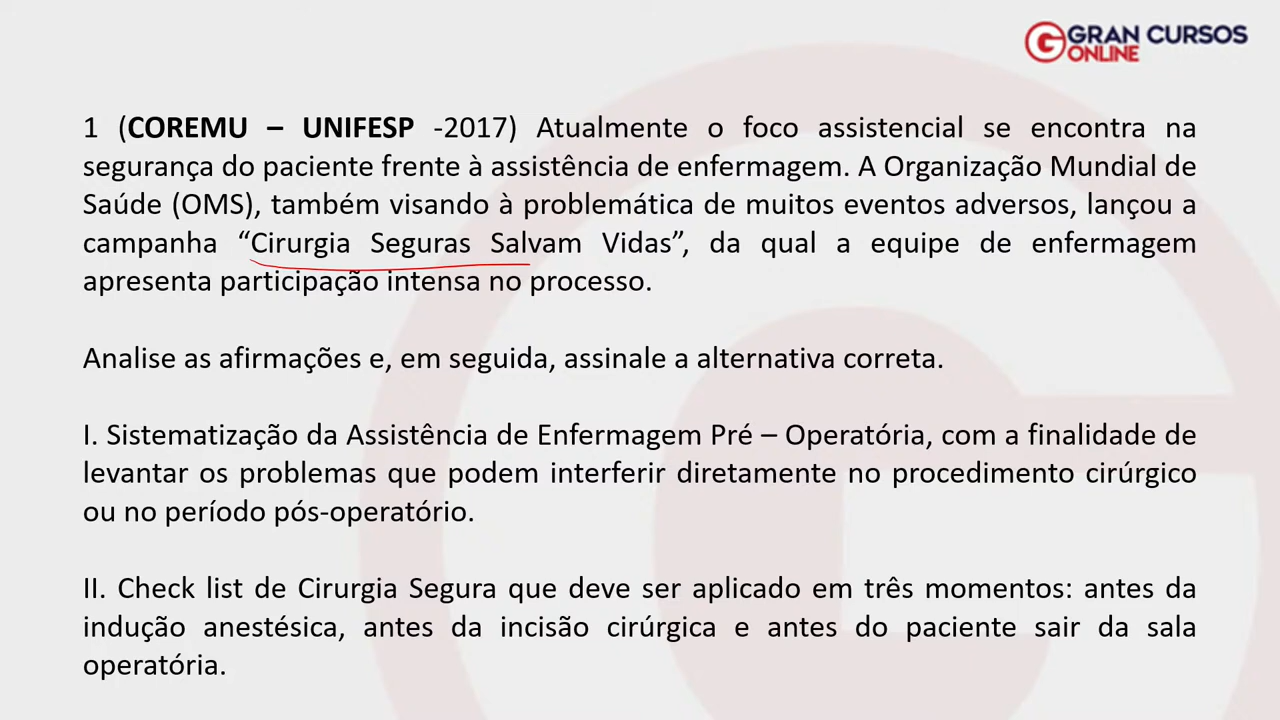 GRAN CURSOS
ONLINE
1 (COREMU – UNIFESP -2017) Atualmente o foco assistencial se encontra na
segurança do paciente frente à assistência de enfermagem. A Organização Mundial de
Saúde (OMS), também visando à problemática de muitos eventos adversos, lançou a
campanha “Cirurgia Seguras Salvam Vidas”, da qual a equipe de enfermagem
apresenta participação intensa no processo.
Analise as afirmações e, em seguida, assinale a alternativa correta.
I. Sistematização da Assistência de Enfermagem Pré – Operatória, com a finalidade de
levantar os problemas que podem interferir diretamente no procedimento cirúrgico
ou no período pós-operatório.
II. Check list de Cirurgia Segura que deve ser aplicado em três momentos: antes da
indução anestésica, antes da incisão cirúrgica e antes do paciente sair da sala
operatória.